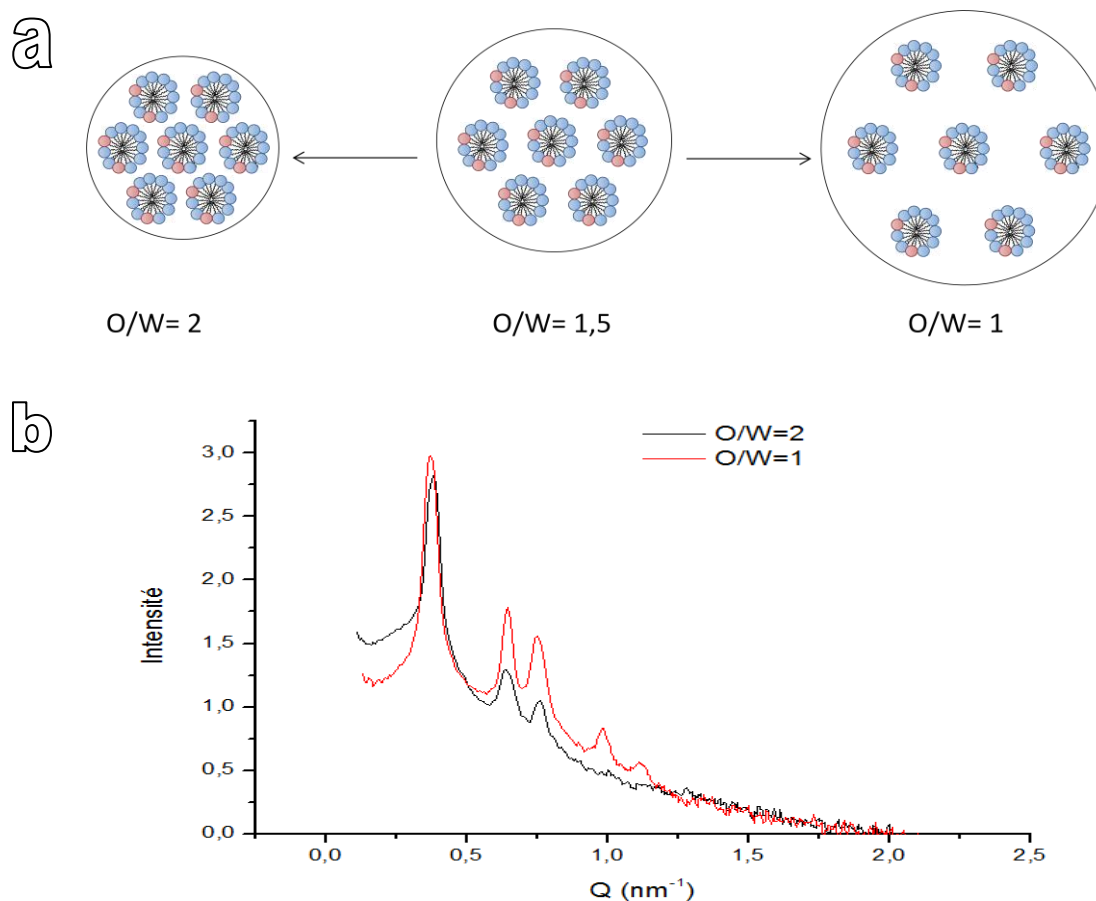 a
O/W= 2
O/W= 1,5
O/W= 1
b
O/W=2
O/W=1
Intensité
3,0
2,5
2,0
1,5
1,0
0,5
0,0
0,0 0,5 1,0 1,5 2,0 2,5
Q (nm⁻¹)